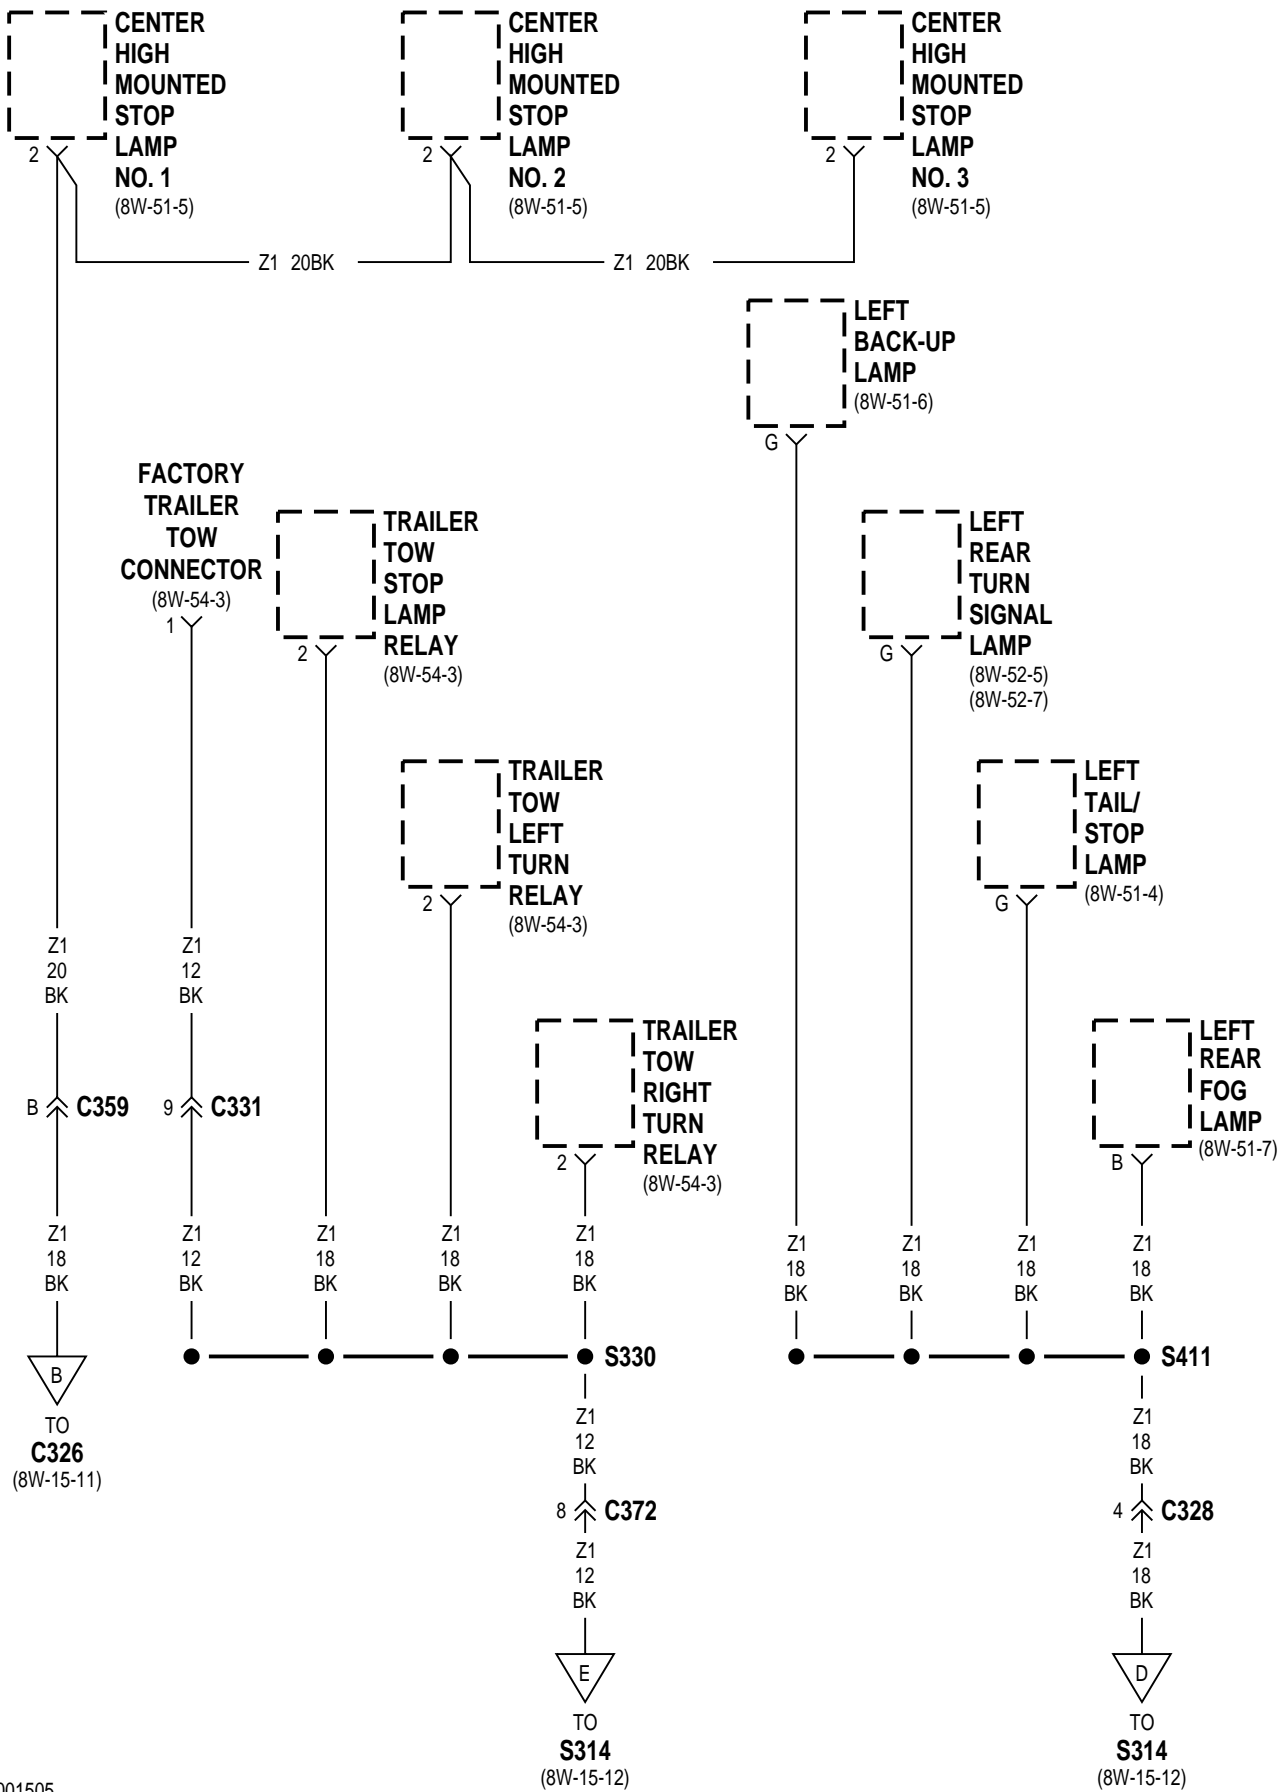 CENTER
HIGH
MOUNTED
STOP
LAMP
NO. 1
(8W-51-5)
2
CENTER
HIGH
MOUNTED
STOP
LAMP
NO. 2
(8W-51-5)
2
CENTER
HIGH
MOUNTED
STOP
LAMP
NO. 3
(8W-51-5)
2
Z1 20BK
Z1 20BK
LEFT
BACK-UP
LAMP
(8W-51-6)
G
FACTORY
TRAILER
TOW
CONNECTOR
(8W-54-3)
1
TRAILER
TOW
STOP
LAMP
RELAY
(8W-54-3)
2
LEFT
REAR
TURN
SIGNAL
LAMP
(8W-52-5)
(8W-52-7)
G
TRAILER
TOW
LEFT
TURN
RELAY
(8W-54-3)
2
LEFT
TAIL/
STOP
LAMP
(8W-51-4)
G
Z1
20
BK
Z1
12
BK
TRAILER
TOW
RIGHT
TURN
RELAY
(8W-54-3)
2
LEFT
REAR
FOG
LAMP
(8W-51-7)
B
B C359
9 C331
Z1
18
BK
Z1
12
BK
Z1
18
BK
Z1
18
BK
Z1
18
BK
Z1
18
BK
Z1
18
BK
Z1
18
BK
Z1
18
BK
S330
S411
B
TO
C326
(8W-15-11)
Z1
12
BK
8 C372
Z1
12
BK
E
TO
S314
(8W-15-12)
Z1
18
BK
4 C328
Z1
18
BK
D
TO
S314
(8W-15-12)